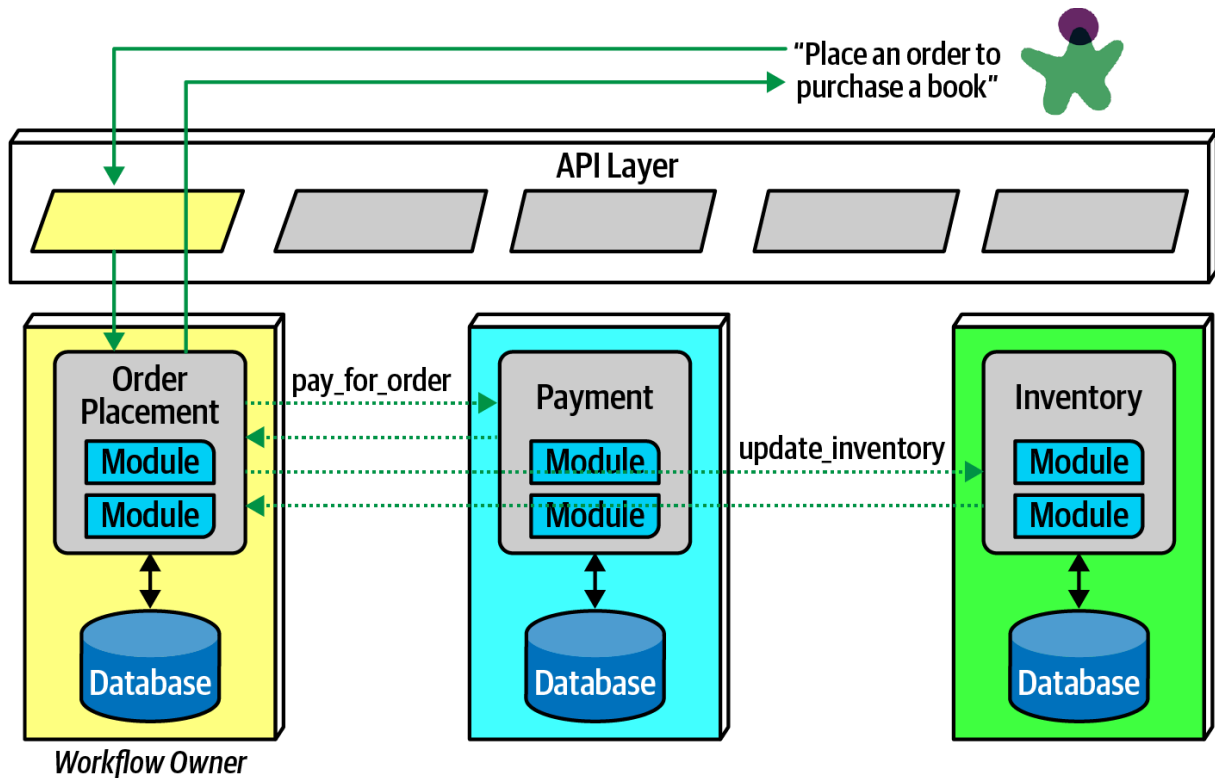 “Place an order to
purchase a book”
API Layer
Order
Placement
Module
Module
Database
Workflow Owner
pay_for_order
Payment
Module
Module
Database
update_inventory
Inventory
Module
Module
Database